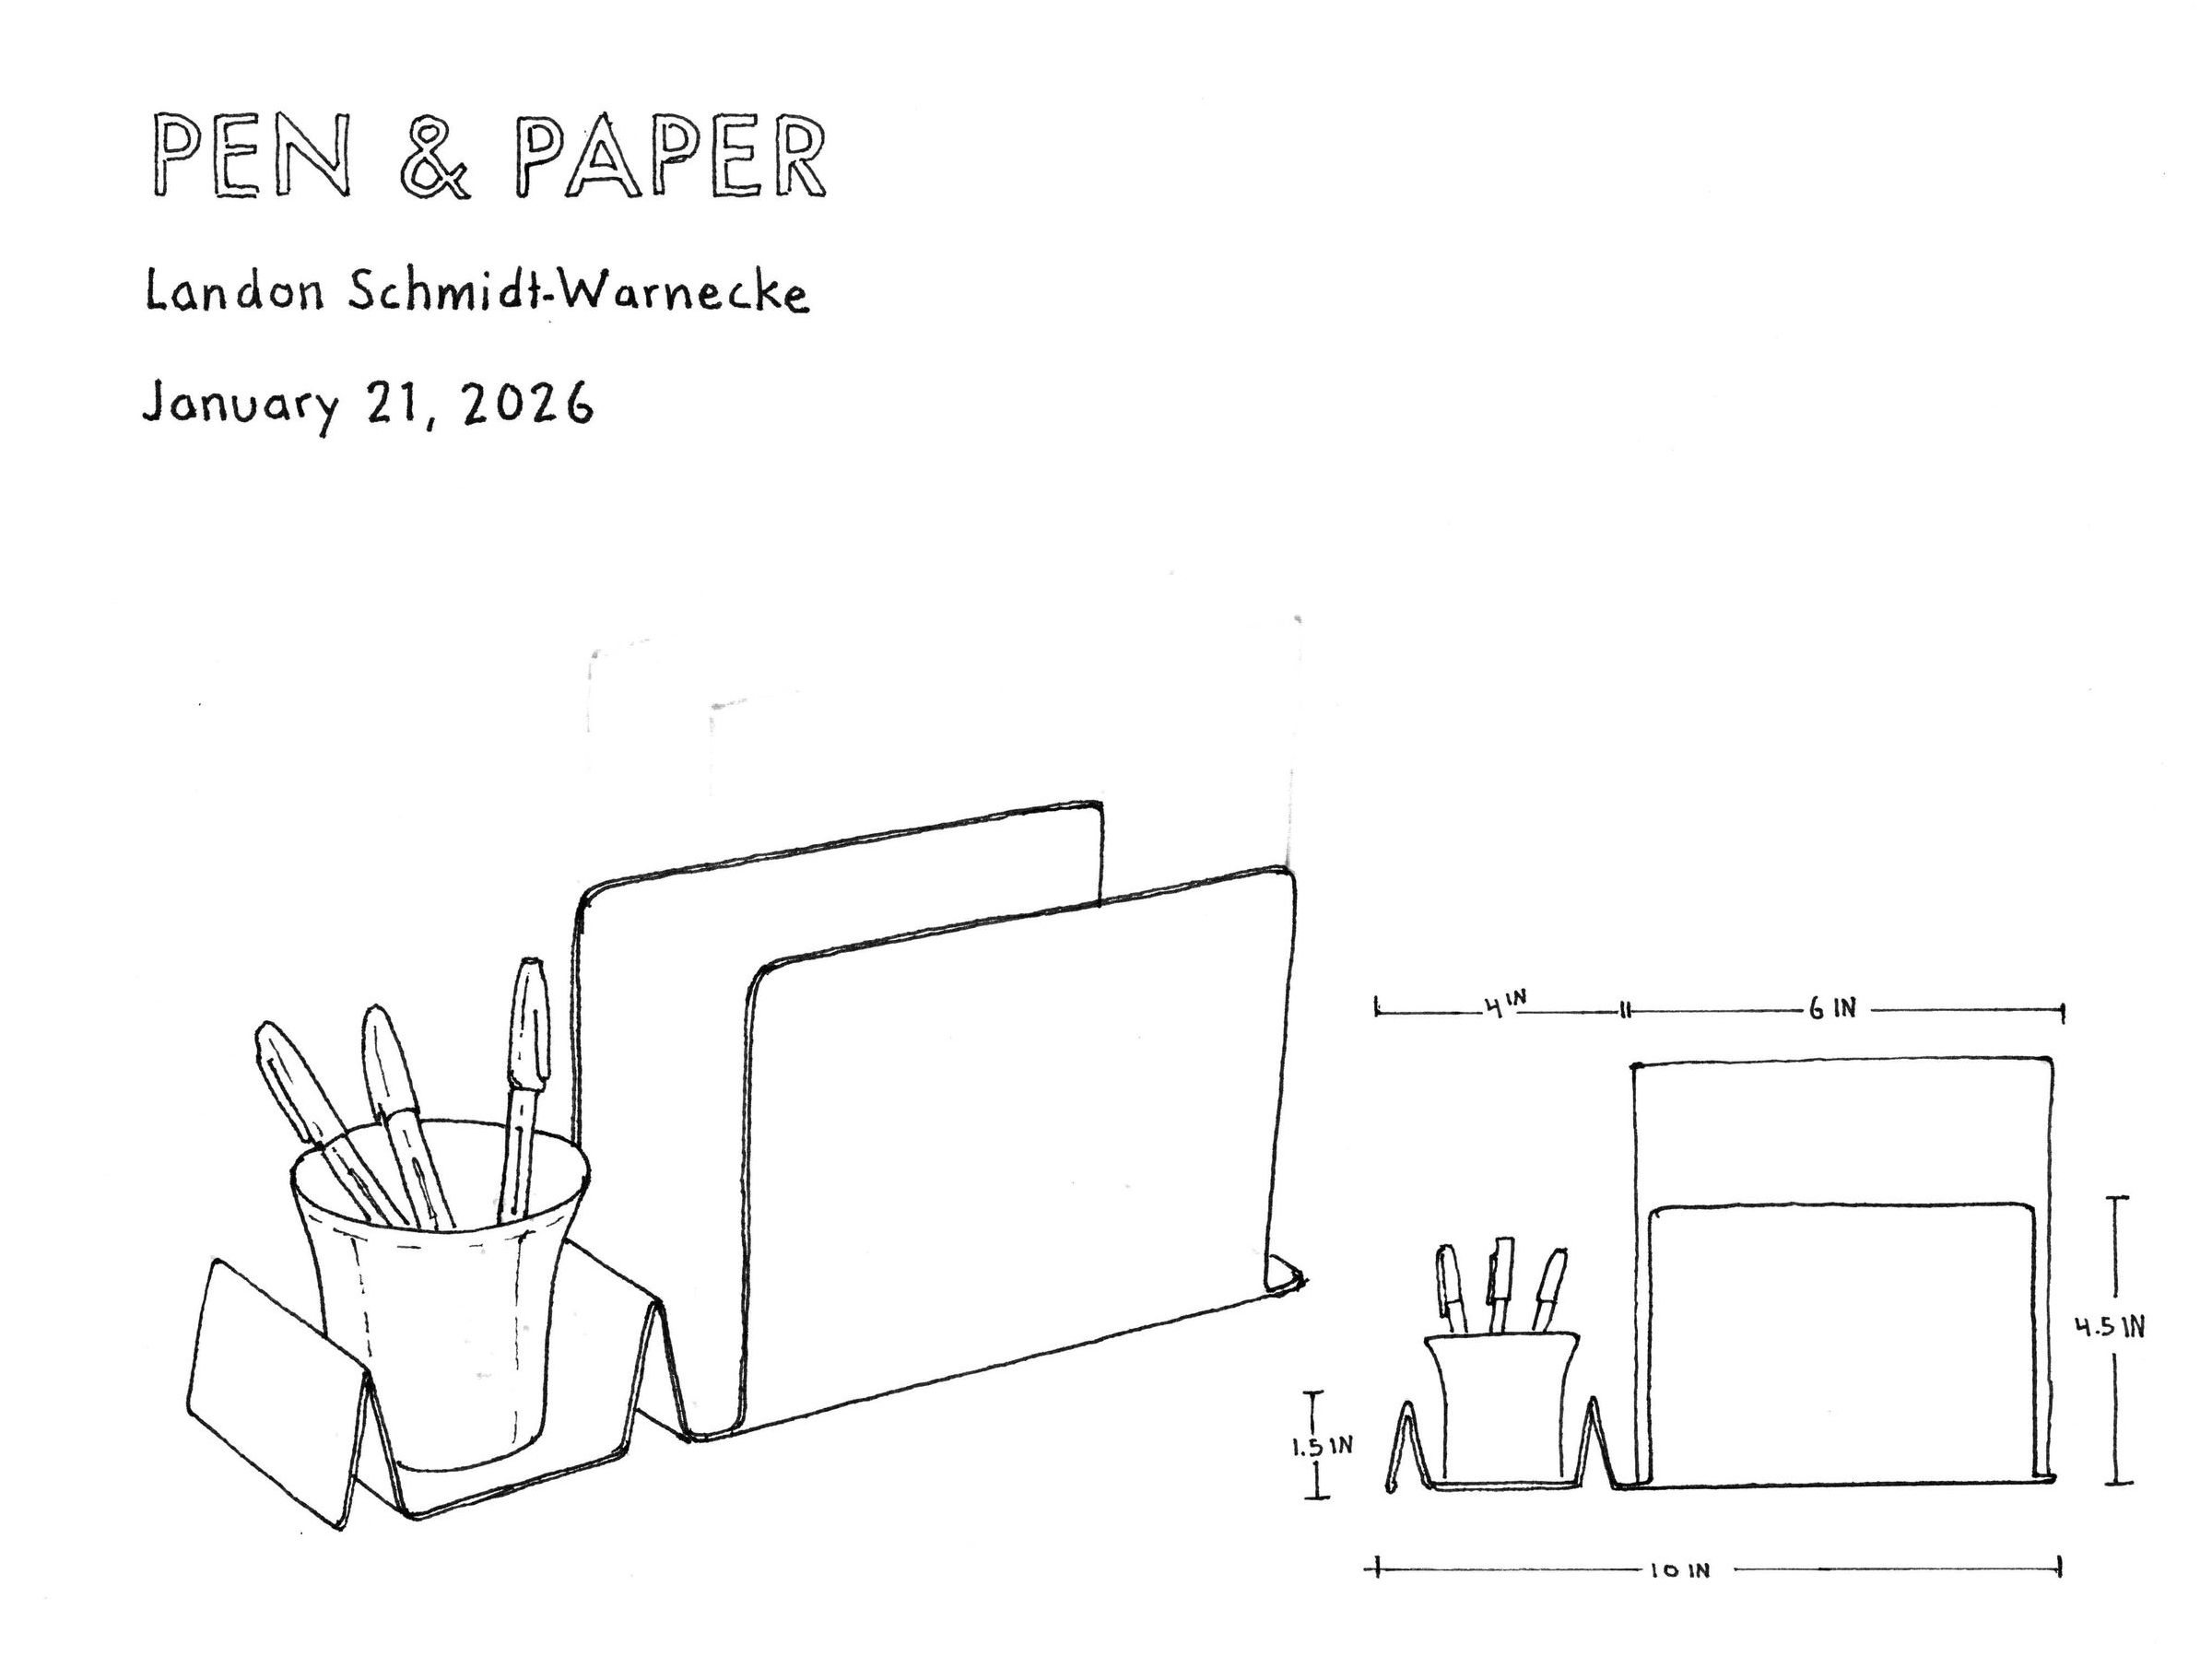 PEN & PAPER
Landon Schmidt-Warnecke
January 21, 2026
4 IN
6 IN
4.5 IN
1.5 IN
10 IN